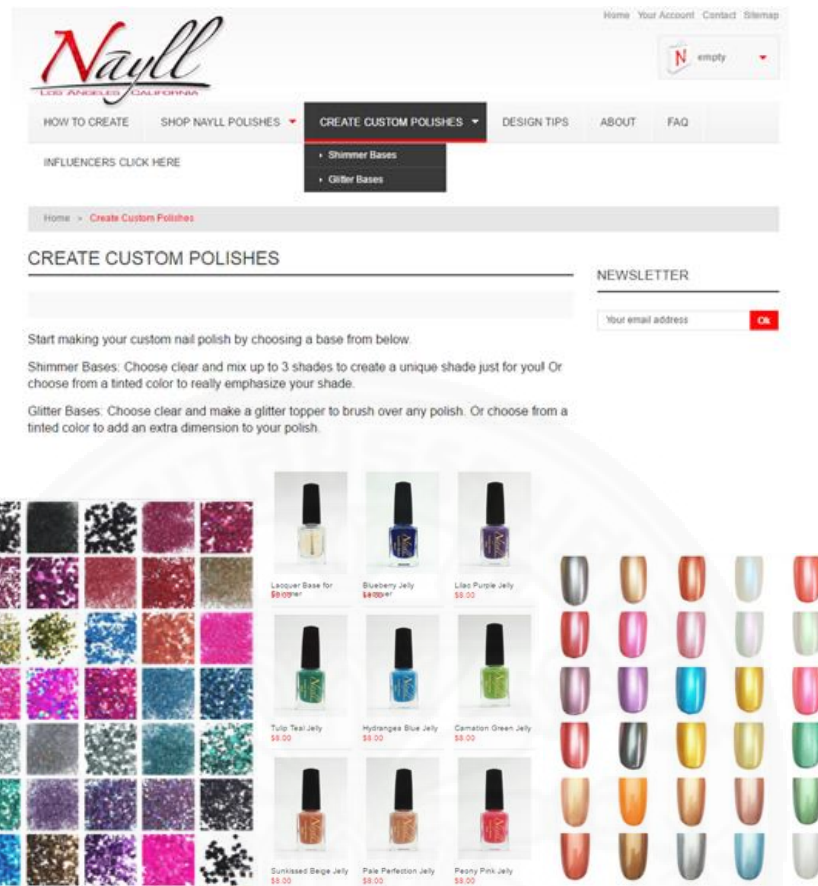 Home Your Account Contact Sitemap
Nayll
LOS ANGELES, CALIFORNIA
N empty
HOW TO CREATE SHOP NAYLL POLISHES CREATE CUSTOM POLISHES DESIGN TIPS ABOUT FAQ
Shimmer Bases
INFLUENCERS CLICK HERE
Glitter Bases
Home > Create Custom Polishes
CREATE CUSTOM POLISHES
NEWSLETTER
Your email address Ok
Start making your custom nail polish by choosing a base from below.
Shimmer Bases: Choose clear and mix up to 3 shades to create a unique shade just for you! Or
choose from a tinted color to really emphasize your shade.
Glitter Bases: Choose clear and make a glitter topper to brush over any polish. Or choose from a
tinted color to add an extra dimension to your polish.
Lacquer Base for Blueberry Jelly Lilac Purple Jelly
$8.00
Tulip Teal Jelly Hydrangea Blue Jelly Carnation Green Jelly
$8.00 $8.00 $8.00
Sunkissed Beige Jelly Pale Perfection Jelly Peony Pink Jelly
$8.00 $8.00 $8.00